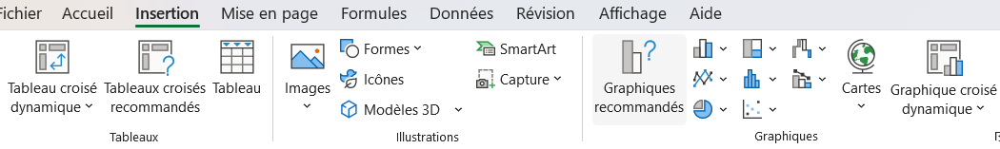 Fichier Accueil Insertion Mise en page Formules Données Révision Affichage Aide
Tableau croisé dynamique
Tableaux croisés recommandés
Tableau
Tableaux
Images
Formes
Icônes
Modèles 3D
SmartArt
Capture
Illustrations
Graphiques recommandés
Cartes
Graphique croisé dynamique
Graphiques